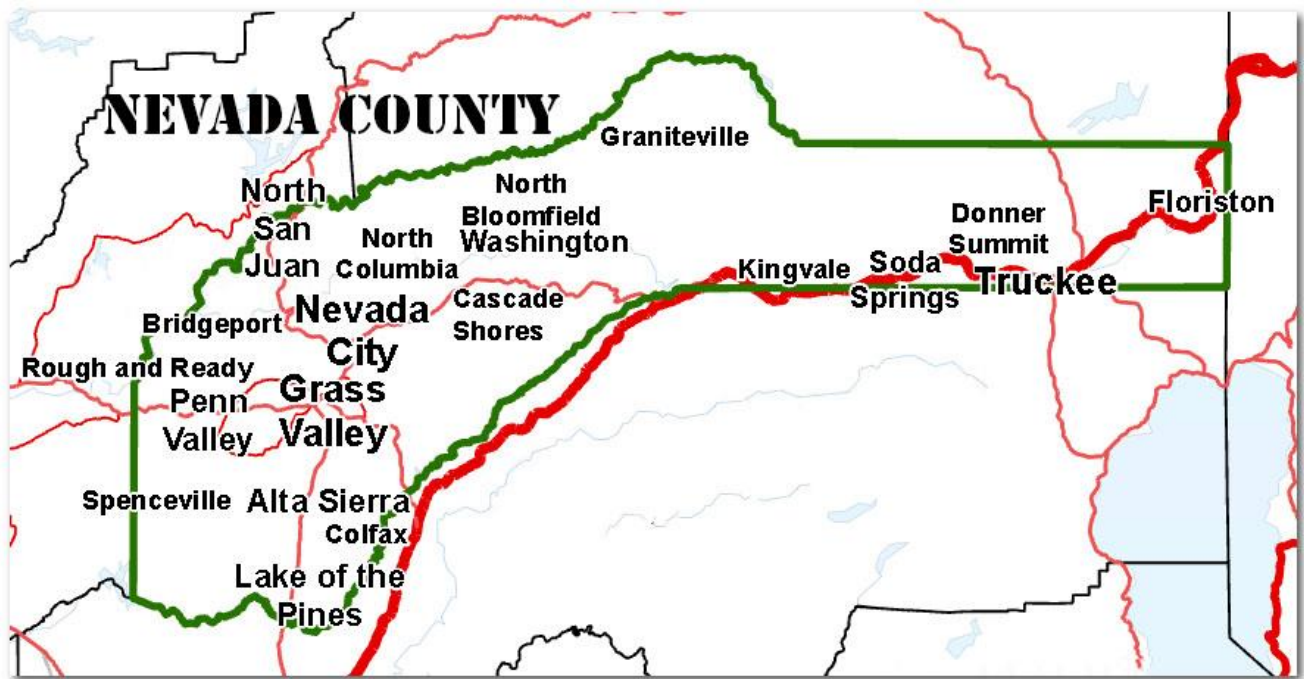 NEVADA COUNTY
Graniteville
North
San
Juan
North
Bloomfield
Washington
North
Columbia
Floriston
Donner
Summit
Truckee
Soda
Springs
Kingvale
Cascade
Shores
Nevada
City
Bridgeport
Rough and Ready
Grass
Valley
Penn
Valley
Spenceville
Alta Sierra
Colfax
Lake of the
Pines